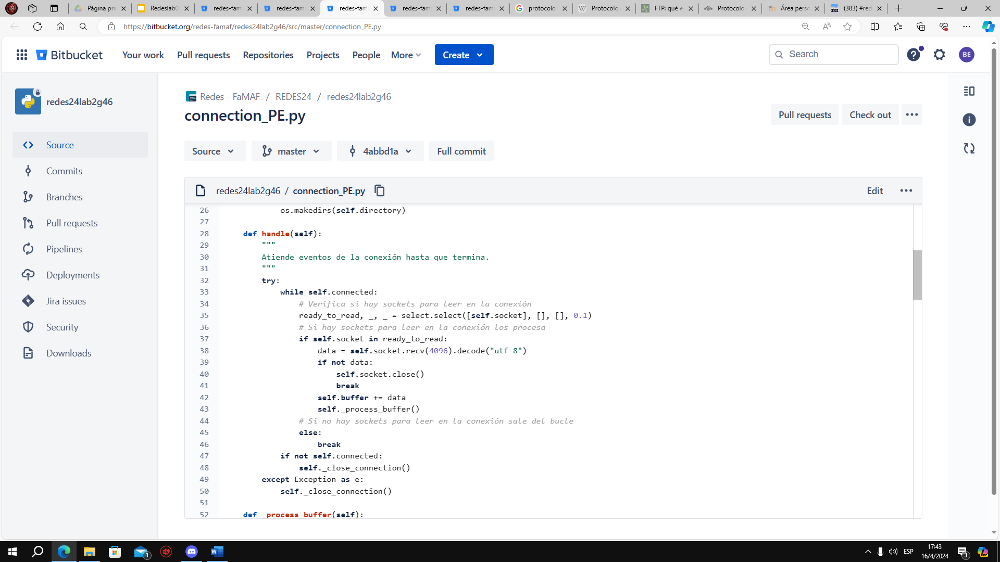 Página pri
Redeslab0
redes-fam
redes-fam
redes-fam
redes-fam
redes-fam
protocolo
Protocolo
FTP: qué e
Protocolo
Área perso
(383) #red
https://bitbucket.org/redes-famaf/redes24lab2g46/src/master/connection_PE.py
Bitbucket
Your work
Pull requests
Repositories
Projects
People
More
Create
Search
BE
redes24lab2g46
Source
Commits
Branches
Pull requests
Pipelines
Deployments
Jira issues
Security
Downloads
Redes - FaMAF / REDES24 / redes24lab2g46
connection_PE.py
Pull requests
Check out
Source
master
4abbd1a
Full commit
redes24lab2g46 / connection_PE.py
Edit
26 os.makedirs(self.directory)
27
28 def handle(self):
29 """
30 Atiende eventos de la conexión hasta que termina.
31 """
32 try:
33 while self.connected:
34 # Verifica si hay sockets para leer en la conexión
35 ready_to_read, _, _ = select.select([self.socket], [], [], 0.1)
36 # Si hay sockets para leer en la conexión los procesa
37 if self.socket in ready_to_read:
38 data = self.socket.recv(4096).decode("utf-8")
39 if not data:
40 self.socket.close()
41 break
42 self.buffer += data
43 self._process_buffer()
44 # Si no hay sockets para leer en la conexión sale del bucle
45 else:
46 break
47 if not self.connected:
48 self._close_connection()
49 except Exception as e:
50 self._close_connection()
51
52 def _process_buffer(self):
1
ESP
17:43
16/4/2024
3